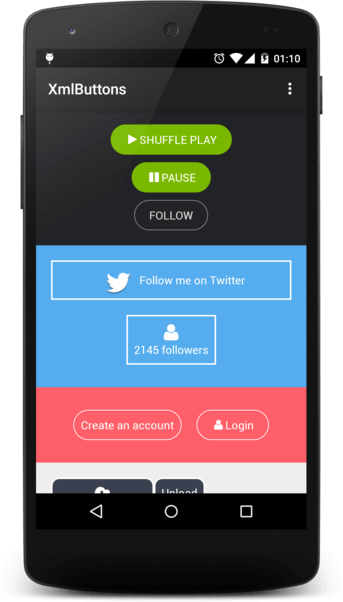 01:10
XmlButtons
SHUFFLE PLAY
PAUSE
FOLLOW
Follow me on Twitter
2145 followers
Create an account
Login
Upload